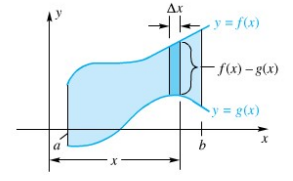 Δx
y
y = f(x)
f(x) – g(x)
y = g(x)
a
b
x
x